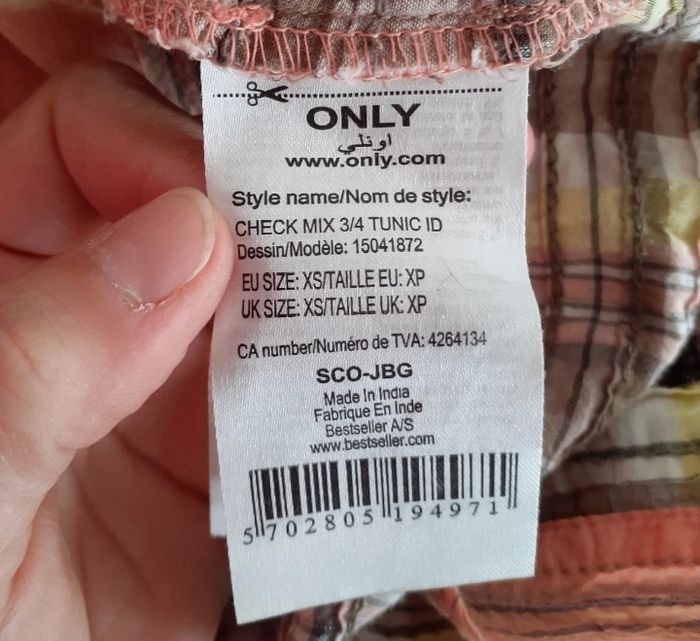 ONLY
اونلي
www.only.com
Style name/Nom de style:
CHECK MIX 3/4 TUNIC ID
Dessin/Modèle: 15041872
EU SIZE: XS/TAILLE EU: XP
UK SIZE: XS/TAILLE UK: XP
CA number/Numéro de TVA: 4264134
SCO-JBG
Made In India
Fabrique En Inde
Bestseller A/S
www.bestseller.com
5 702805 194971